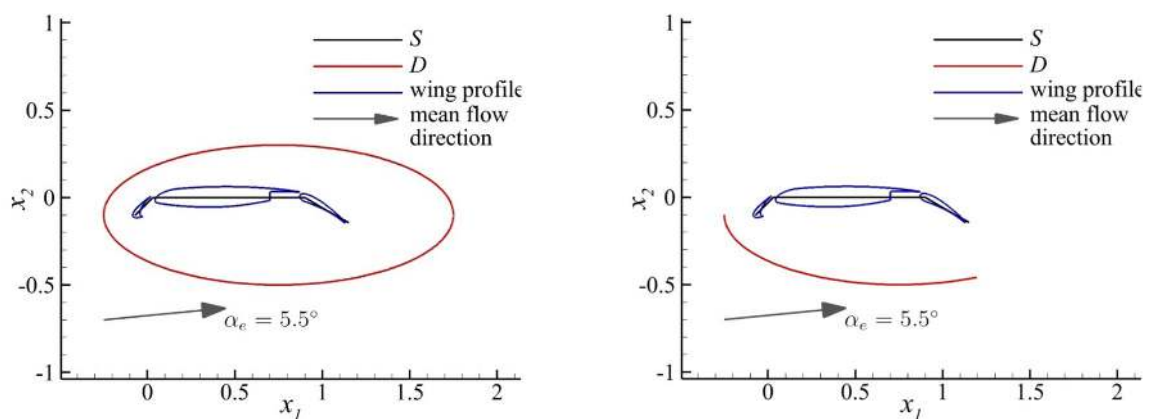 1
0.5
0
-0.5
-1
x2
0
0.5
1
1.5
2
x1
S
D
wing profile
mean flow
direction
αe = 5.5°
1
0.5
0
-0.5
-1
x2
0
0.5
1
1.5
2
x1
S
D
wing profile
mean flow
direction
αe = 5.5°